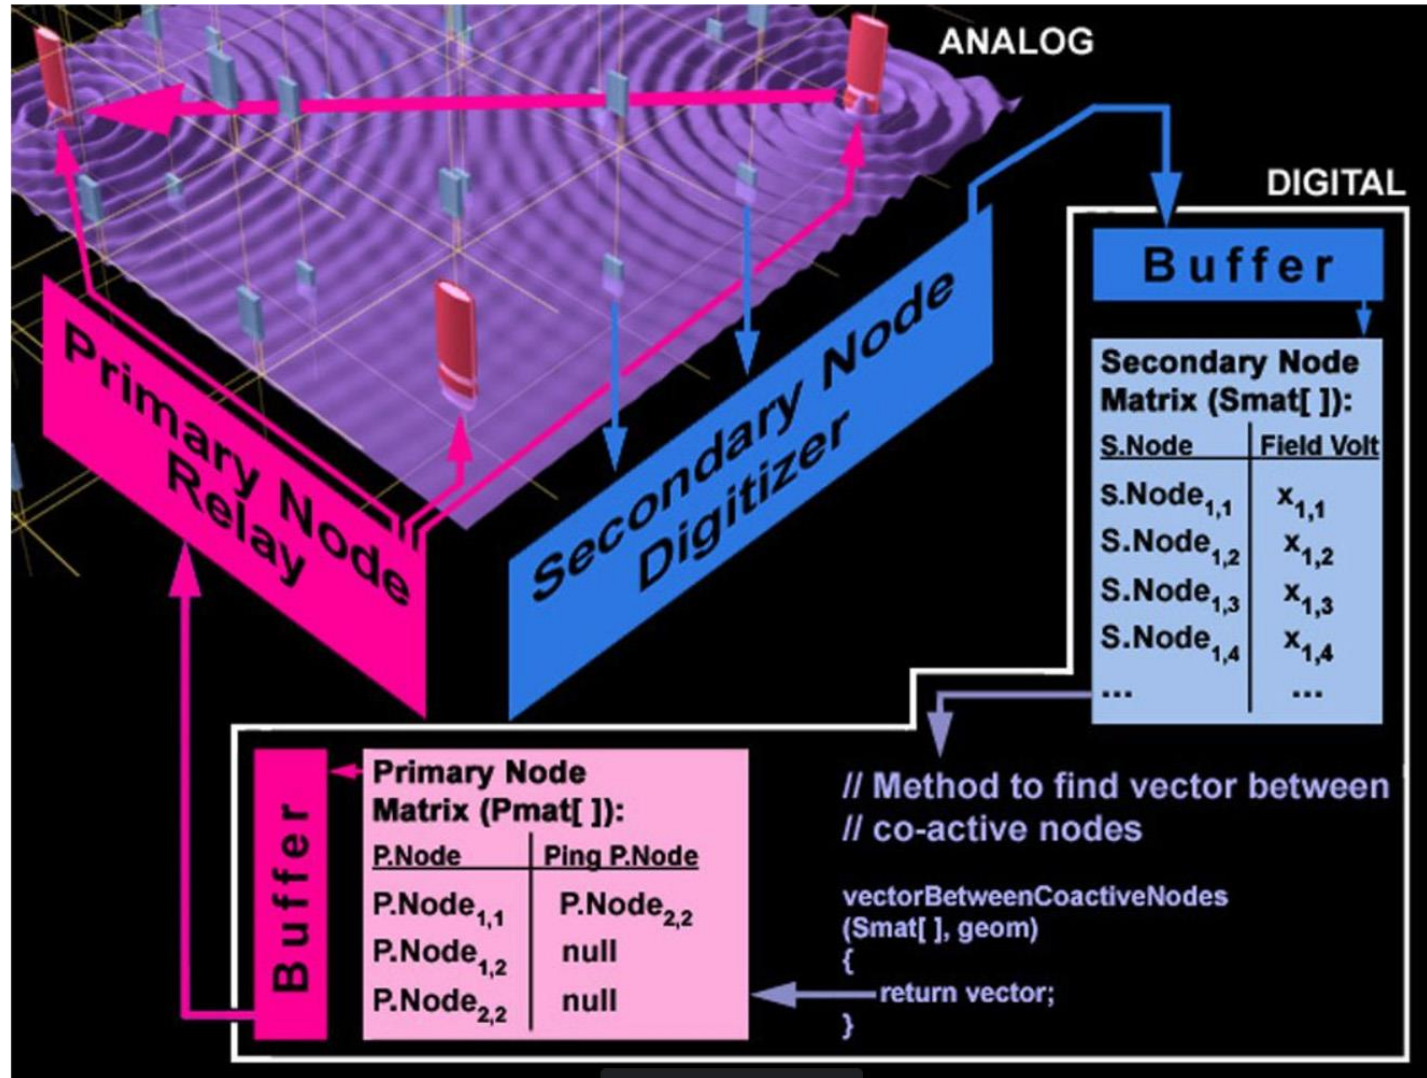 ANALOG
DIGITAL
Primary Node
Relay
Secondary Node
Digitizer
Buffer
Secondary Node
Matrix (Smat[ ]):
S.Node Field Volt
S.Node1,1 x1,1
S.Node1,2 x1,2
S.Node1,3 x1,3
S.Node1,4 x1,4
... ...
Buffer
Primary Node
Matrix (Pmat[ ]):
P.Node Ping P.Node
P.Node1,1 P.Node2,2
P.Node1,2 null
P.Node2,2 null
// Method to find vector between
// co-active nodes
vectorBetweenCoactiveNodes
(Smat[ ], geom)
{
return vector;
}